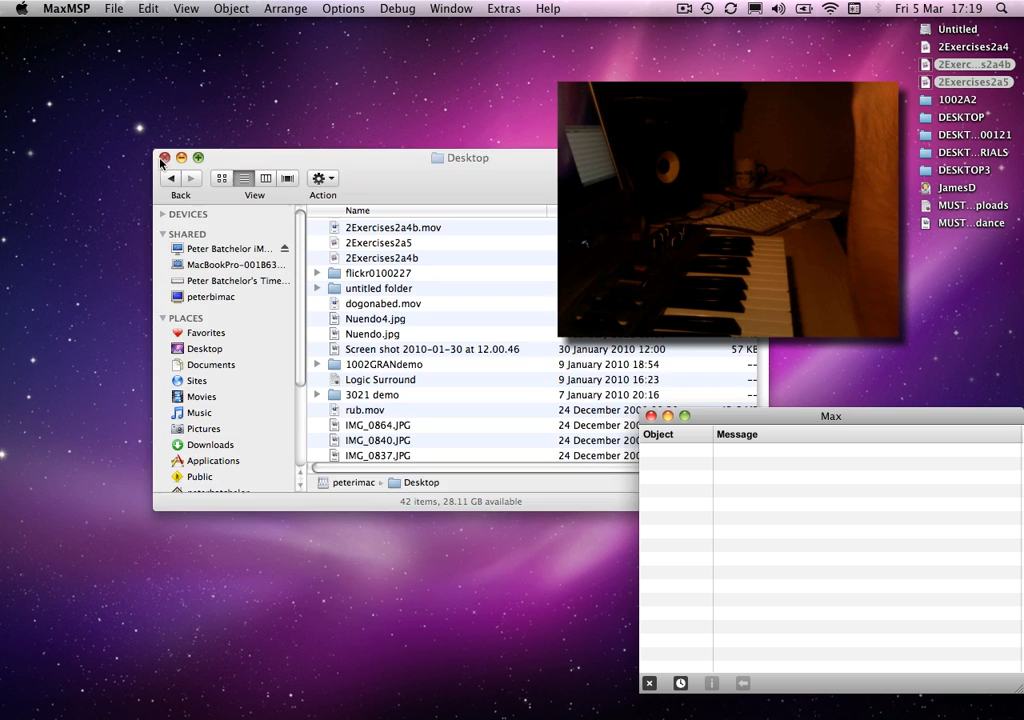 MaxMSP File Edit View Object Arrange Options Debug Window Extras Help Fri 5 Mar 17:19
Untitled
2Exercises2a4
2Exerc...s2a4b
2Exercises2a5
1002A2
DESKTOP
DESKT...00121
DESKT...RIALS
DESKTOP3
JamesD
MUST...ploads
MUST...dance
Desktop
Back View Action
DEVICES
SHARED
Peter Batchelor iM...
MacBookPro-001B63...
Peter Batchelor's Time...
peterbimac
PLACES
Favorites
Desktop
Documents
Sites
Movies
Music
Pictures
Downloads
Applications
Public
Name
2Exercises2a4b.mov
2Exercises2a5
2Exercises2a4b
flickr0100227
untitled folder
dogonabed.mov
Nuendo4.jpg
Nuendo.jpg
Screen shot 2010-01-30 at 12.00.46 30 January 2010 12:00 57 KB
1002GRANdemo 9 January 2010 18:54 --
Logic Surround 9 January 2010 16:23 --
3021 demo 7 January 2010 20:16 --
rub.mov 24 December 200
IMG_0864.JPG 24 December 200
IMG_0840.JPG 24 December 200
IMG_0837.JPG 24 December 200
peterimac Desktop
42 items, 28.11 GB available
Max
Object Message